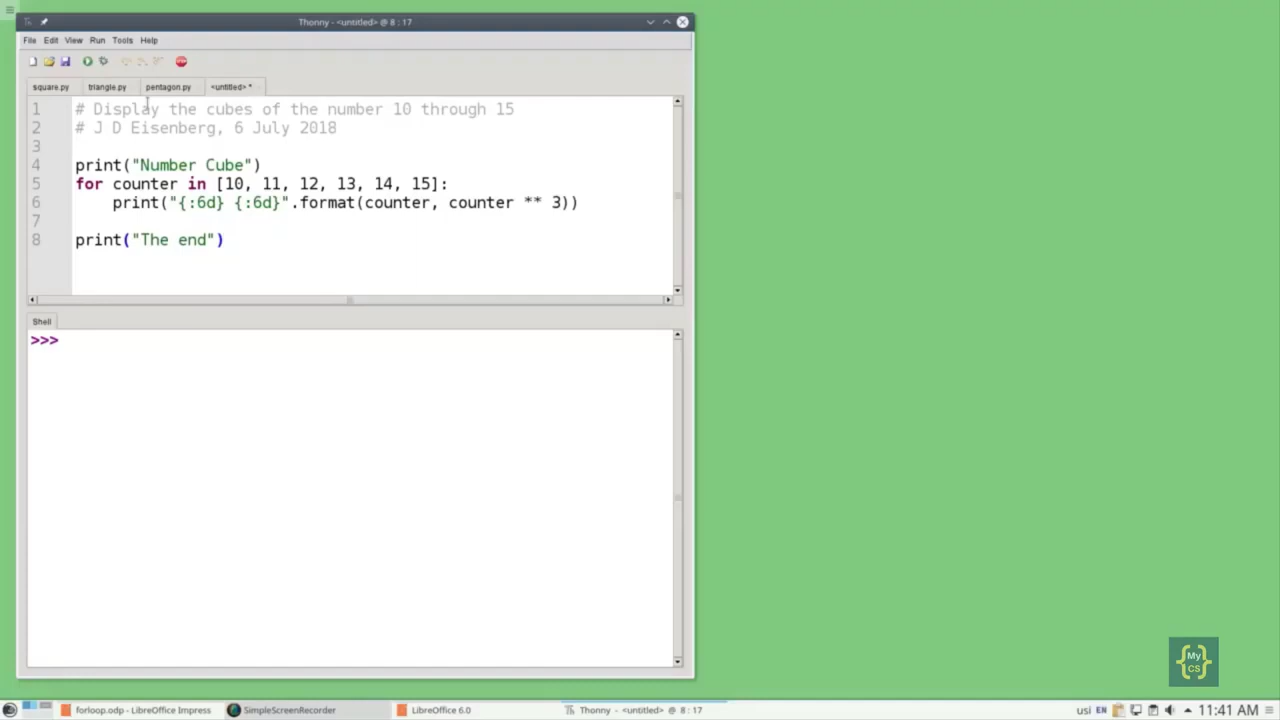 Thonny - <untitled> @ 8 : 17
File Edit View Run Tools Help
square.py triangle.py pentagon.py <untitled> *
1 # Display the cubes of the number 10 through 15
2 # J D Eisenberg, 6 July 2018
3
4 print("Number Cube")
5 for counter in [10, 11, 12, 13, 14, 15]:
6     print("{:6d} {:6d}".format(counter, counter ** 3))
7
8 print("The end")
Shell
>>>
{My CS}
forloop.odp - LibreOffice Impress SimpleScreenRecorder LibreOffice 6.0 Thonny - <untitled> @ 8 : 17 usi EN 11:41 AM